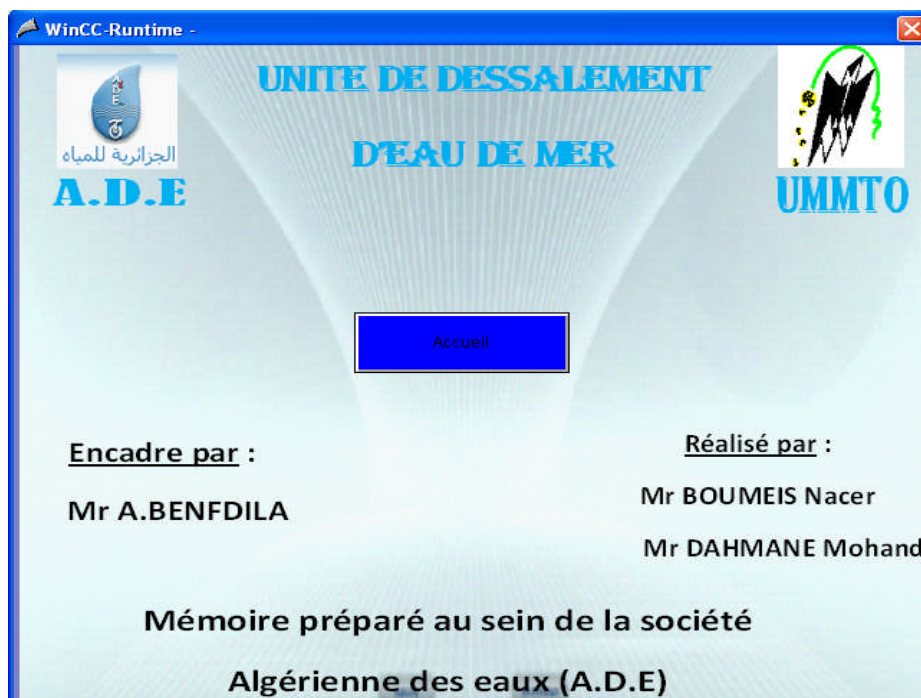 WinCC-Runtime -
UNITE DE DESSALEMENT
D'EAU DE MER
A.D.E
الجزائرية للمياه
A.D.E
UMMTO
Accueil
Encadre par :
Mr A.BENFDILA
Réalisé par :
Mr BOUMEIS Nacer
Mr DAHMANE Mohand
Mémoire préparé au sein de la société
Algérienne des eaux (A.D.E)